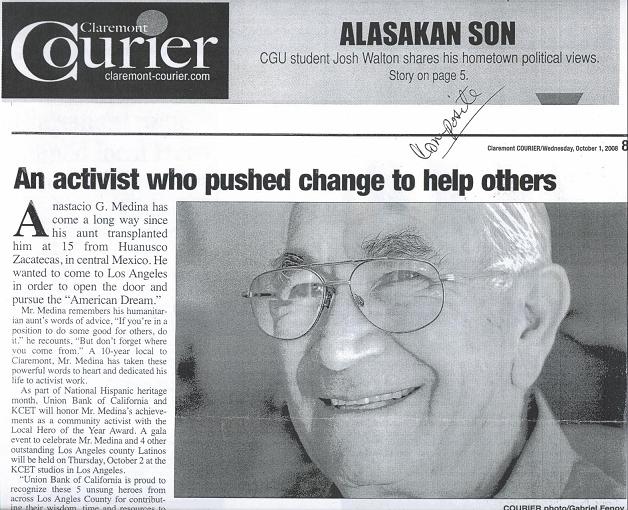 Claremont
Courier
claremont-courier.com
ALASAKAN SON
CGU student Josh Walton shares his hometown political views.
Story on page 5.
Composite
Claremont COURIER/Wednesday, October 1, 2008 8
An activist who pushed change to help others
Anastacio G. Medina has
come a long way since
his aunt transplanted
him at 15 from Huanusco
Zacatecas, in central Mexico. He
wanted to come to Los Angeles
in order to open the door and
pursue the “American Dream.”
Mr. Medina remembers his humanitar-
ian aunt's words of advice, “If you're in a
position to do some good for others, do
it,” he recounts, “But don't forget where
you come from.” A 10-year local to
Claremont, Mr. Medina has taken these
powerful words to heart and dedicated his
life to activist work.
As part of National Hispanic heritage
month, Union Bank of California and
KCET will honor Mr. Medina's achieve-
ments as a community activist with the
Local Hero of the Year Award. A gala
event to celebrate Mr. Medina and 4 other
outstanding Los Angeles county Latinos
will be held on Thursday, October 2 at the
KCET studios in Los Angeles.
“Union Bank of California is proud to
recognize these 5 unsung heroes from
across Los Angles County for contribut-
ing their wisdom, time and resources to
COURIER photo/Gabriel Fenoy